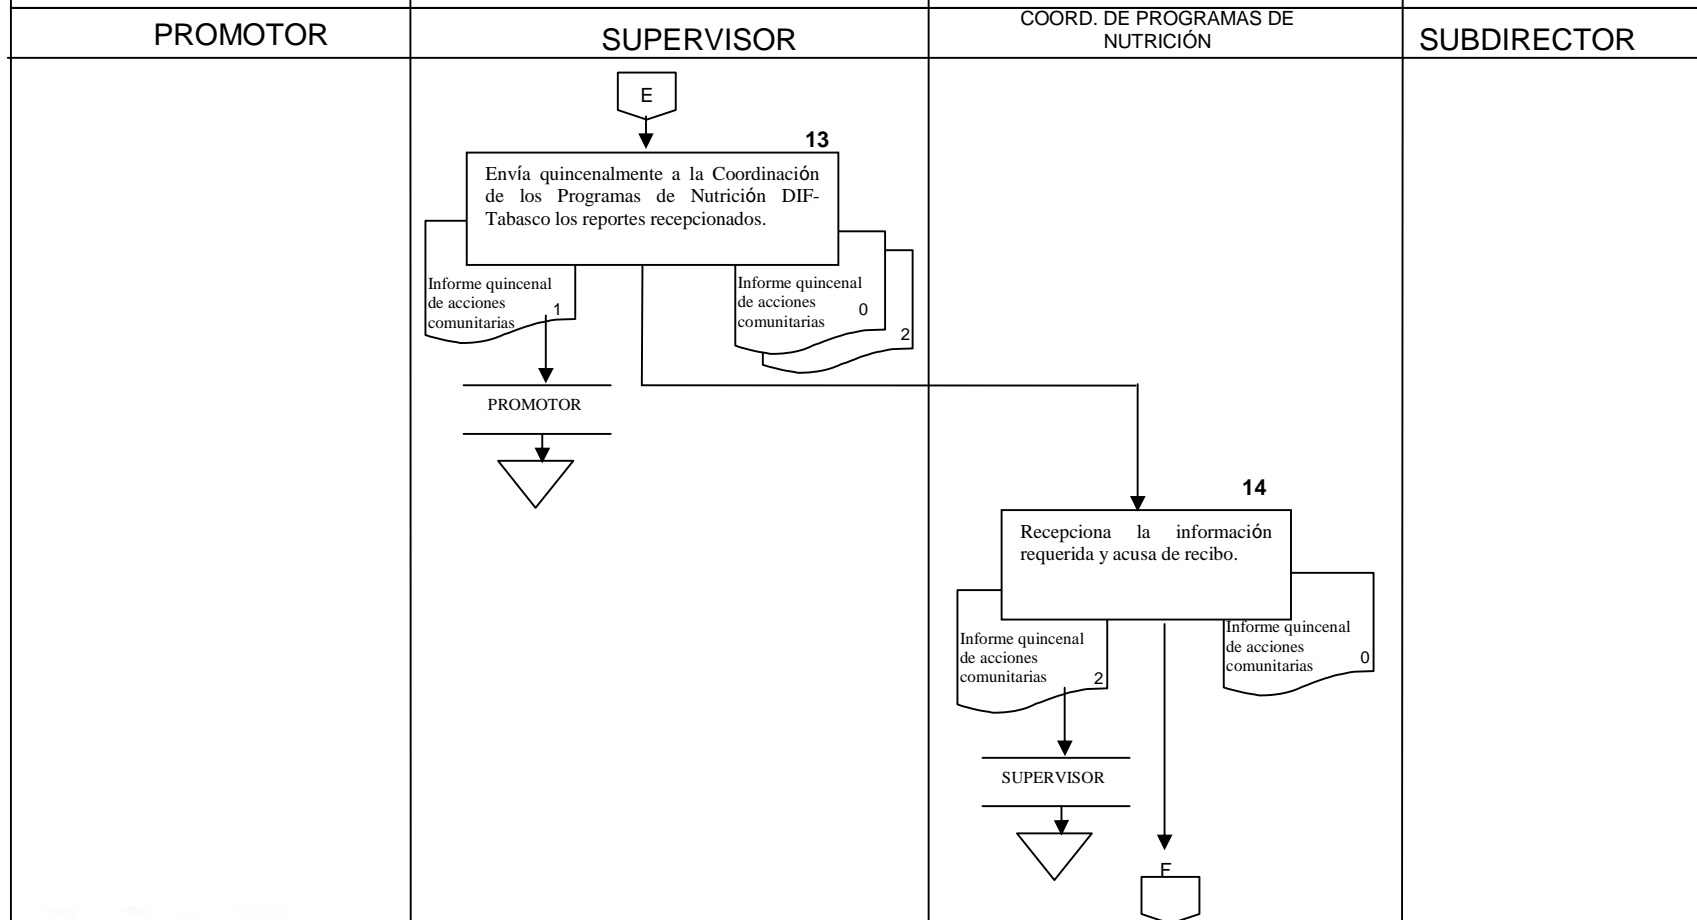 PROMOTOR
SUPERVISOR
COORD. DE PROGRAMAS DE
NUTRICIÓN
SUBDIRECTOR
E
13
Envía quincenalmente a la Coordinación
de los Programas de Nutrición DIF-
Tabasco los reportes recepcionados.
Informe quincenal
de acciones
comunitarias
1
Informe quincenal
de acciones
comunitarias
0
2
PROMOTOR
14
Recepciona la información
requerida y acusa de recibo.
Informe quincenal
de acciones
comunitarias
2
Informe quincenal
de acciones
comunitarias
0
SUPERVISOR